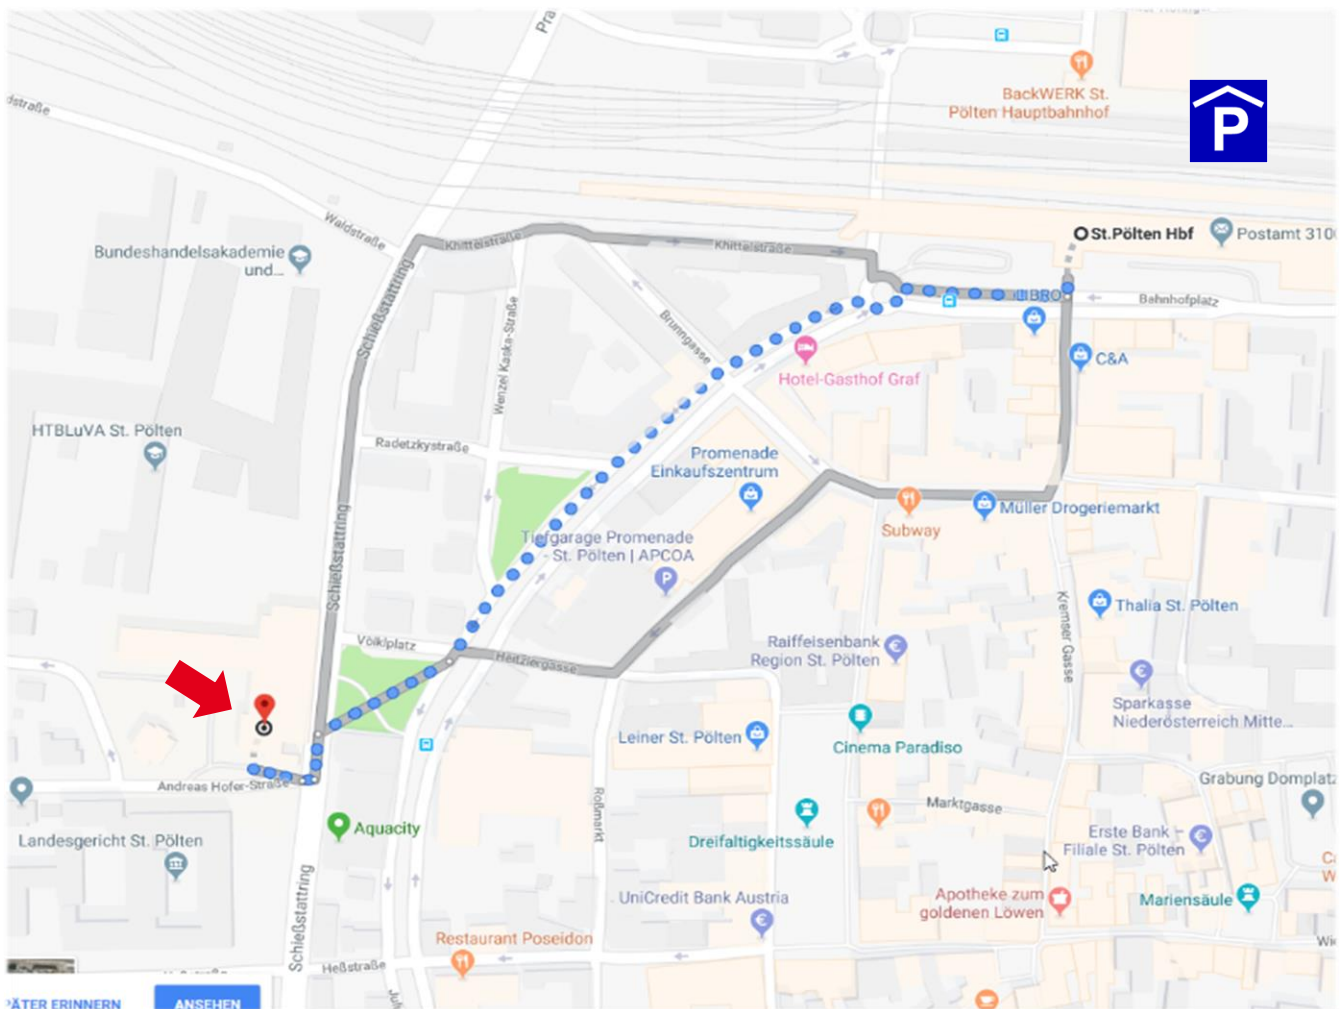 Pra
BackWERK St.
Pölten Hauptbahnhof
P
Waldstraße
Bundeshandelsakademie
und...
Khittelstraße
Khittelstraße
St.Pölten Hbf
Postamt 310
LIBRO
Bahnhofplatz
Schießstattring
Brunngasse
Wenzel Kaska-Straße
C&A
Hotel-Gasthof Graf
HTBLuVA St. Pölten
Radetzkystraße
Promenade
Einkaufszentrum
Subway
Müller Drogeriemarkt
Tiefgarage Promenade
- St. Pölten | APCOA
P
Schießstattring
Thalia St. Pölten
Kremser Gasse
Völklplatz
Heitzlergasse
Raiffeisenbank
Region St. Pölten
Sparkasse
Niederösterreich Mitte...
Leiner St. Pölten
Cinema Paradiso
Andreas Hofer-Straße
Grabung Domplatz
Roßmarkt
Marktgasse
Aquacity
Landesgericht St. Pölten
Dreifaltigkeitssäule
Erste Bank –
Filiale St. Pölten
Schießstattring
UniCredit Bank Austria
Apotheke zum
goldenen Löwen
Mariensäule
Restaurant Poseidon
Heßstraße
PÄTER ERINNERN
ANSEHEN